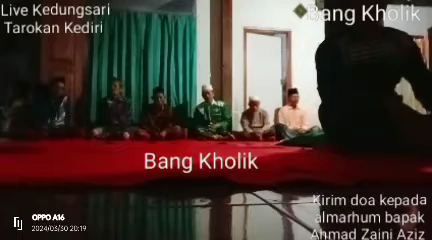 Live Kedungsari
Tarokan Kediri
Bang Kholik
Bang Kholik
Kirim doa kepada
almarhum bapak
Ahmad Zaini Aziz
OPPO A16
2024/03/30 20:19